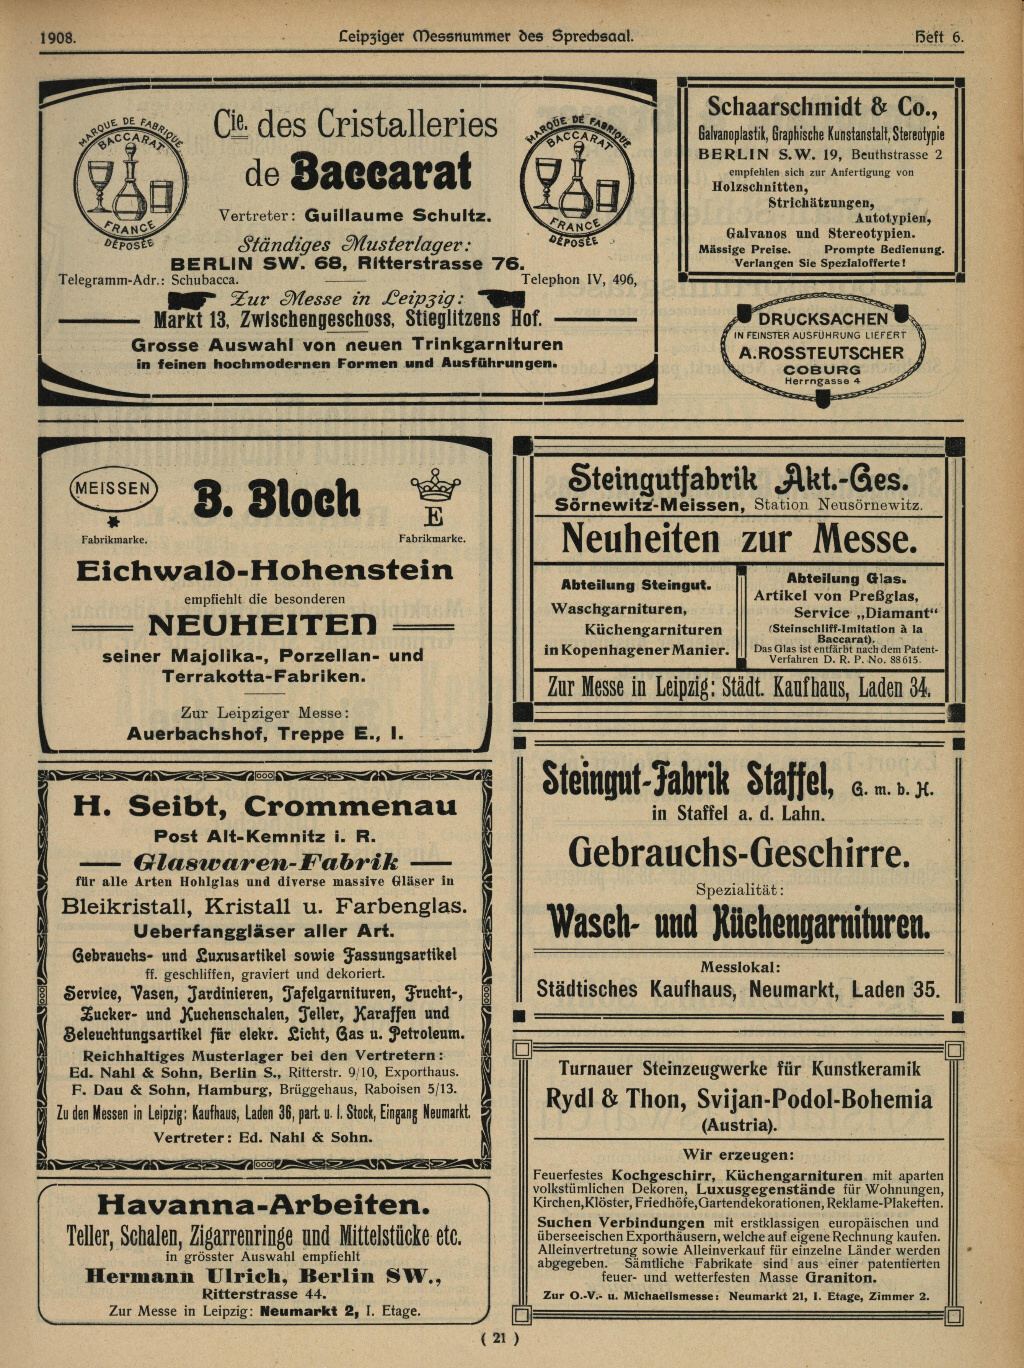 1908.
Leipziger Messnummer des Sprechsaal.
Heft 6.
MARQUE DE FABRIQUE
BACCARAT
FRANCE
DÉPOSÉE
Cie. des Cristalleries
de Baccarat
Vertreter: Guillaume Schultz.
MARQUE DE FABRIQUE
BACCARAT
FRANCE
DÉPOSÉE
Ständiges Musterlager:
BERLIN SW. 68, Ritterstrasse 76.
Telegramm-Adr.: Schubacca.
Telephon IV, 496,
Zur Messe in Leipzig:
Markt 13, Zwischengeschoss, Stieglitzens Hof.
Grosse Auswahl von neuen Trinkgarnituren
in feinen hochmodernen Formen und Ausführungen.
Schaarschmidt & Co.,
Galvanoplastik, Graphische Kunstanstalt, Stereotypie
BERLIN S.W. 19, Beuthstrasse 2
empfehlen sich zur Anfertigung von
Holzschnitten,
Strichätzungen,
Autotypien,
Galvanos und Stereotypien.
Mässige Preise. Prompte Bedienung.
Verlangen Sie Spezialofferte!
DRUCKSACHEN
IN FEINSTER AUSFÜHRUNG LIEFERT
A. ROSSTEUTSCHER
COBURG
Herrngasse 4
MEISSEN
Fabrikmarke.
B. Bloch
E
Fabrikmarke.
Eichwald-Hohenstein
empfiehlt die besonderen
NEUHEITEN
seiner Majolika-, Porzellan- und
Terrakotta-Fabriken.
Zur Leipziger Messe:
Auerbachshof, Treppe E., I.
Steingutfabrik Akt.-Ges.
Sörnewitz-Meissen, Station Neusörnewitz.
Neuheiten zur Messe.
Abteilung Steingut.
Waschgarnituren,
Küchengarnituren
in Kopenhagener Manier.
Abteilung Glas.
Artikel von Preßglas,
Service „Diamant“
(Steinschliff-Imitation à la
Baccarat).
Das Glas ist entfärbt nach dem Patent-
Verfahren D. R. P. No. 88615.
Zur Messe in Leipzig: Städt. Kaufhaus, Laden 34.
H. Seibt, Crommenau
Post Alt-Kemnitz i. R.
Glaswaren-Fabrik
für alle Arten Hohlglas und diverse massive Gläser in
Bleikristall, Kristall u. Farbenglas.
Ueberfanggläser aller Art.
Gebrauchs- und Luxusartikel sowie Fassungsartikel
ff. geschliffen, graviert und dekoriert.
Service, Vasen, Jardinieren, Tafelgarnituren, Frucht-,
Zucker- und Kuchenschalen, Teller, Karaffen und
Beleuchtungsartikel für elekr. Licht, Gas u. Petroleum.
Reichhaltiges Musterlager bei den Vertretern:
Ed. Nahl & Sohn, Berlin S., Ritterstr. 9/10, Exporthaus.
F. Dau & Sohn, Hamburg, Brüggehaus, Raboisen 5/13.
Zu den Messen in Leipzig: Kaufhaus, Laden 36, part. u. I. Stock, Eingang Neumarkt.
Vertreter: Ed. Nahl & Sohn.
Steingut-Fabrik Staffel, G. m. b. H.
in Staffel a. d. Lahn.
Gebrauchs-Geschirre.
Spezialität:
Wasch- und Küchengarnituren.
Messlokal:
Städtisches Kaufhaus, Neumarkt, Laden 35.
Havanna-Arbeiten.
Teller, Schalen, Zigarrenringe und Mittelstücke etc.
in grösster Auswahl empfiehlt
Hermann Ulrich, Berlin SW.,
Ritterstrasse 44.
Zur Messe in Leipzig: Neumarkt 2, I. Etage.
Turnauer Steinzeugwerke für Kunstkeramik
Rydl & Thon, Svijan-Podol-Bohemia
(Austria).
Wir erzeugen:
Feuerfestes Kochgeschirr, Küchengarnituren mit aparten
volkstümlichen Dekoren, Luxusgegenstände für Wohnungen,
Kirchen, Klöster, Friedhöfe, Gartendekorationen, Reklame-Plaketten.
Suchen Verbindungen mit erstklassigen europäischen und
überseeischen Exporthäusern, welche auf eigene Rechnung kaufen.
Alleinvertretung sowie Alleinverkauf für einzelne Länder werden
abgegeben. Sämtliche Fabrikate sind aus einer patentierten
feuer- und wetterfesten Masse Graniton.
Zur O.-V.- u. Michaelismesse: Neumarkt 21, I. Etage, Zimmer 2.
( 21 )